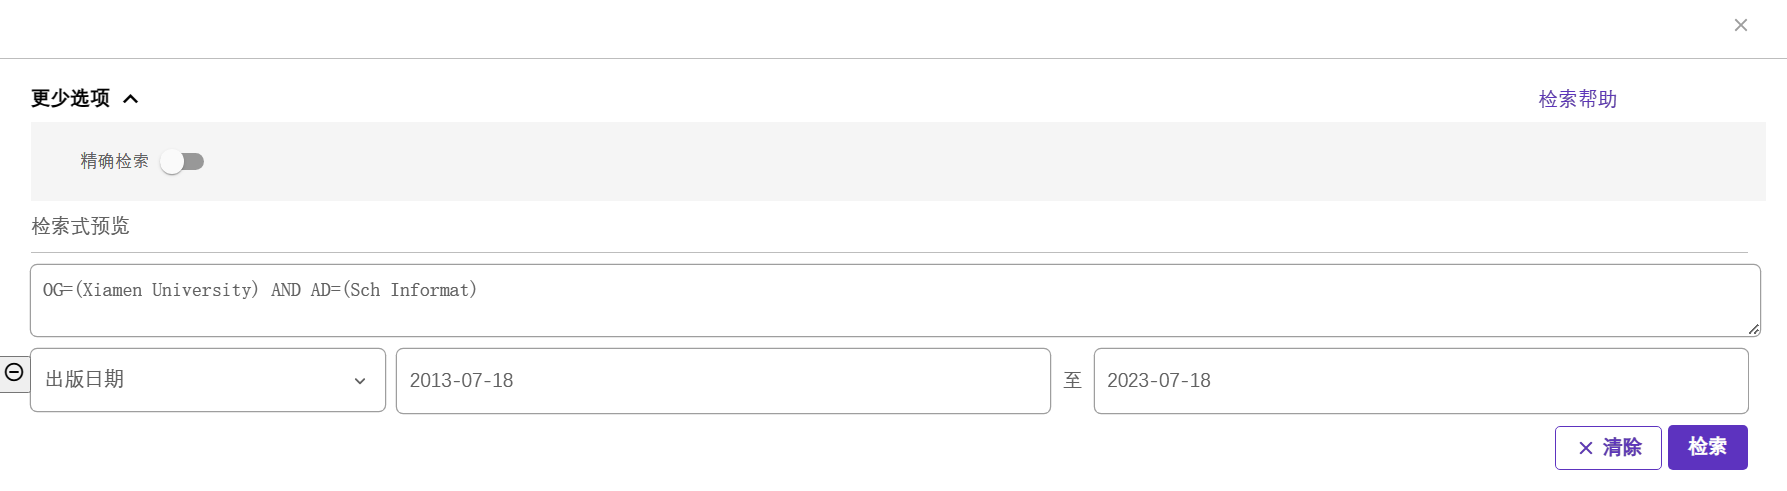 更少选项
检索帮助
精确检索
检索式预览
OG=(Xiamen University) AND AD=(Sch Informat)
出版日期 2013-07-18 至 2023-07-18
清除 检索